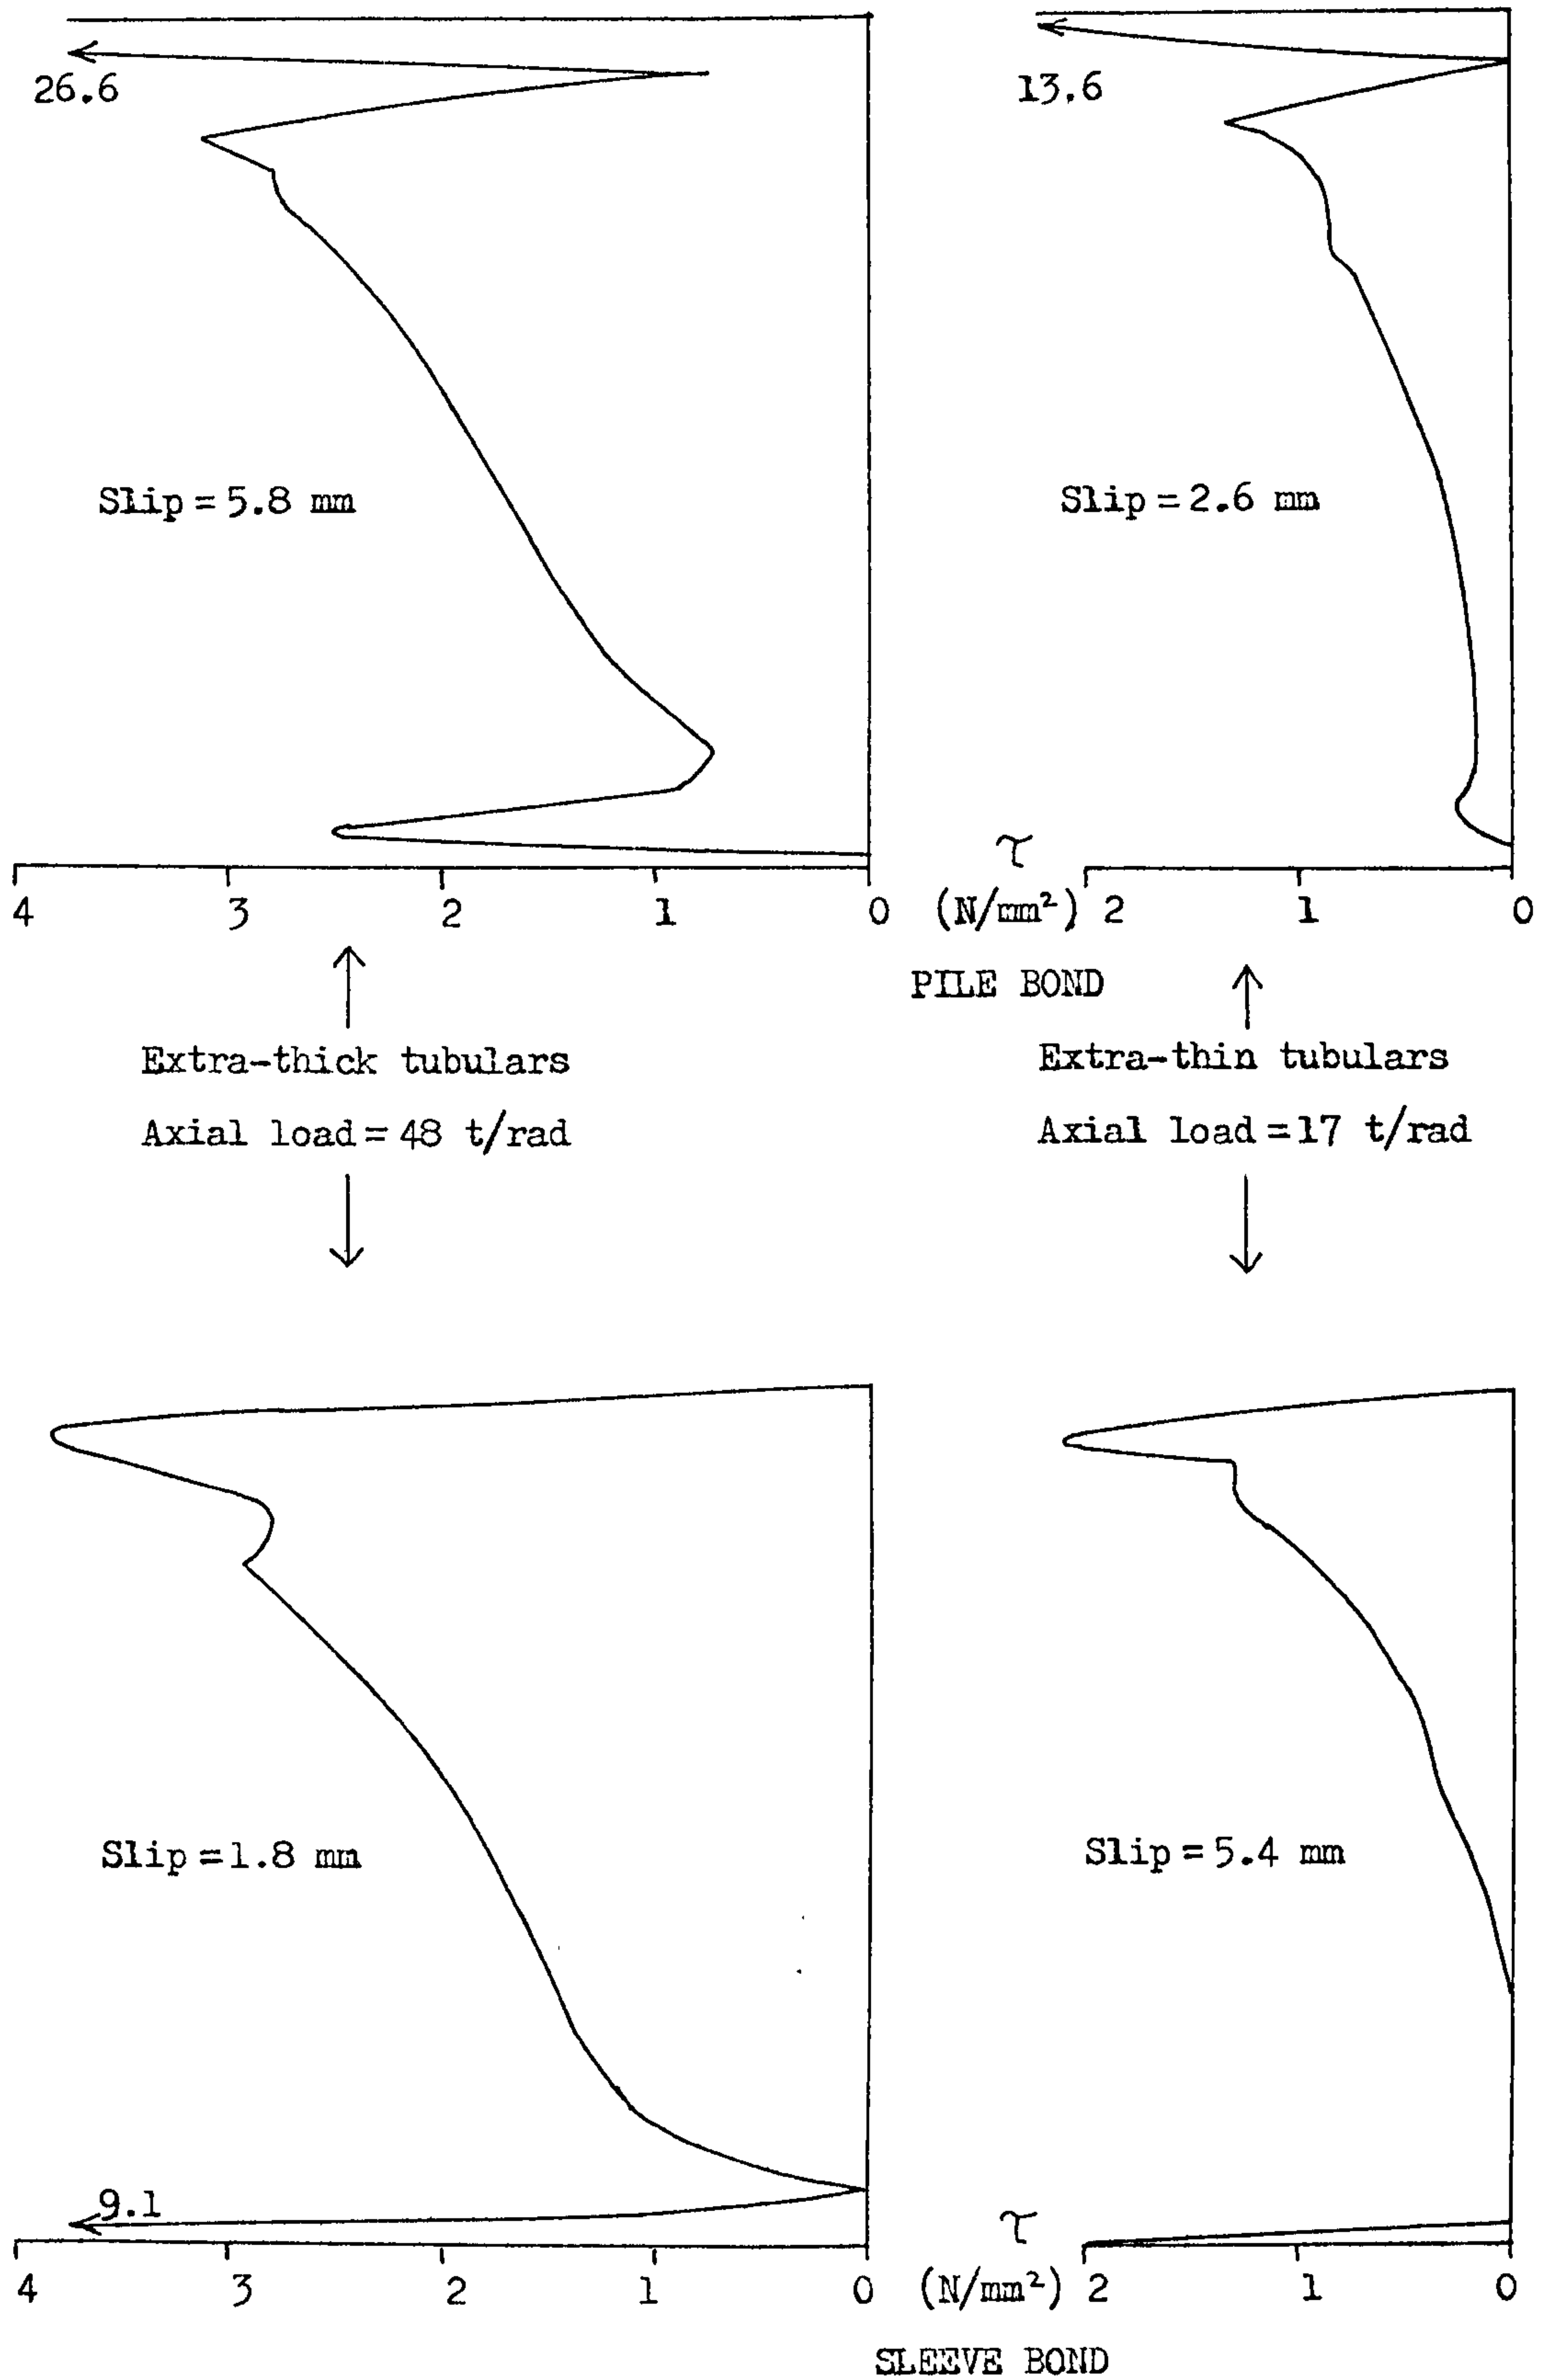 26.6
13.6
Slip = 5.8 mm
Slip = 2.6 mm
τ
4 3 2 1 0 (N/mm²) 2 1 0
PILE BOND
Extra-thick tubulars
Axial load = 48 t/rad
Extra-thin tubulars
Axial load = 17 t/rad
Slip = 1.8 mm
Slip = 5.4 mm
9.1
τ
4 3 2 1 0 (N/mm²) 2 1 0
SLEEVE BOND